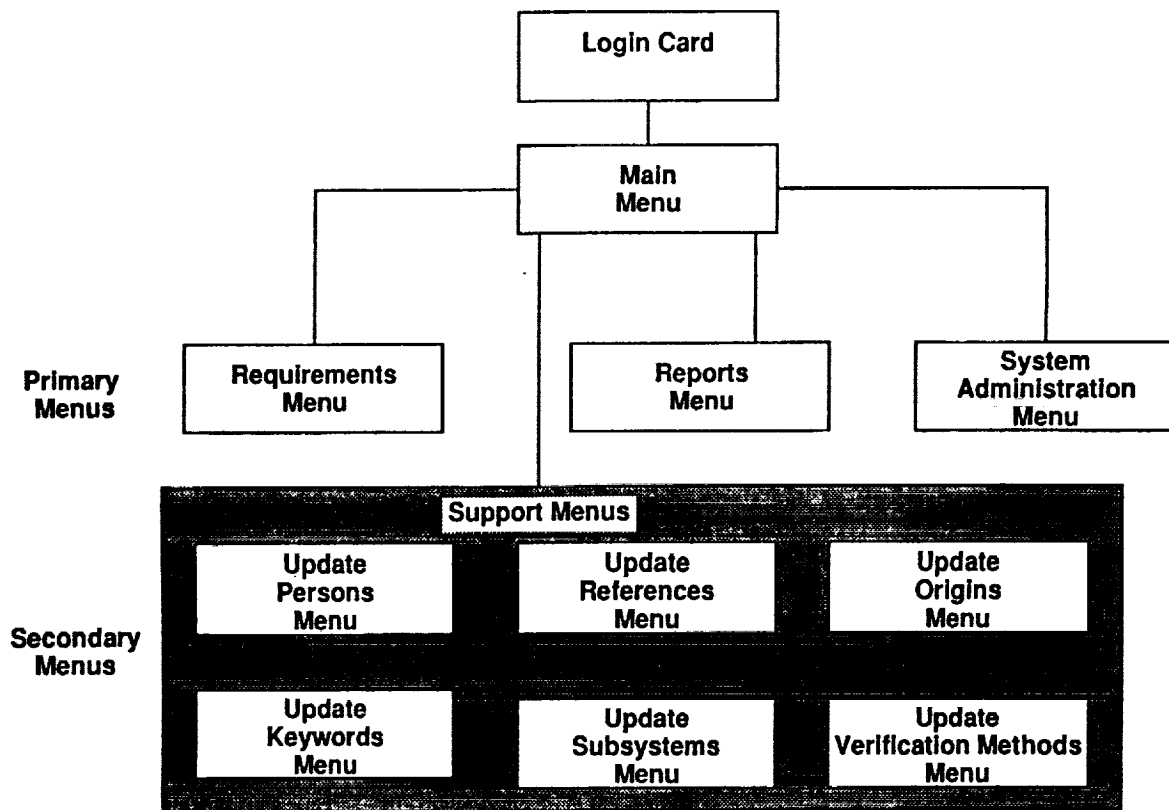 Login Card
Main
Menu
Primary
Menus
Requirements
Menu
Reports
Menu
System
Administration
Menu
Support Menus
Secondary
Menus
Update
Persons
Menu
Update
References
Menu
Update
Origins
Menu
Update
Keywords
Menu
Update
Subsystems
Menu
Update
Verification Methods
Menu